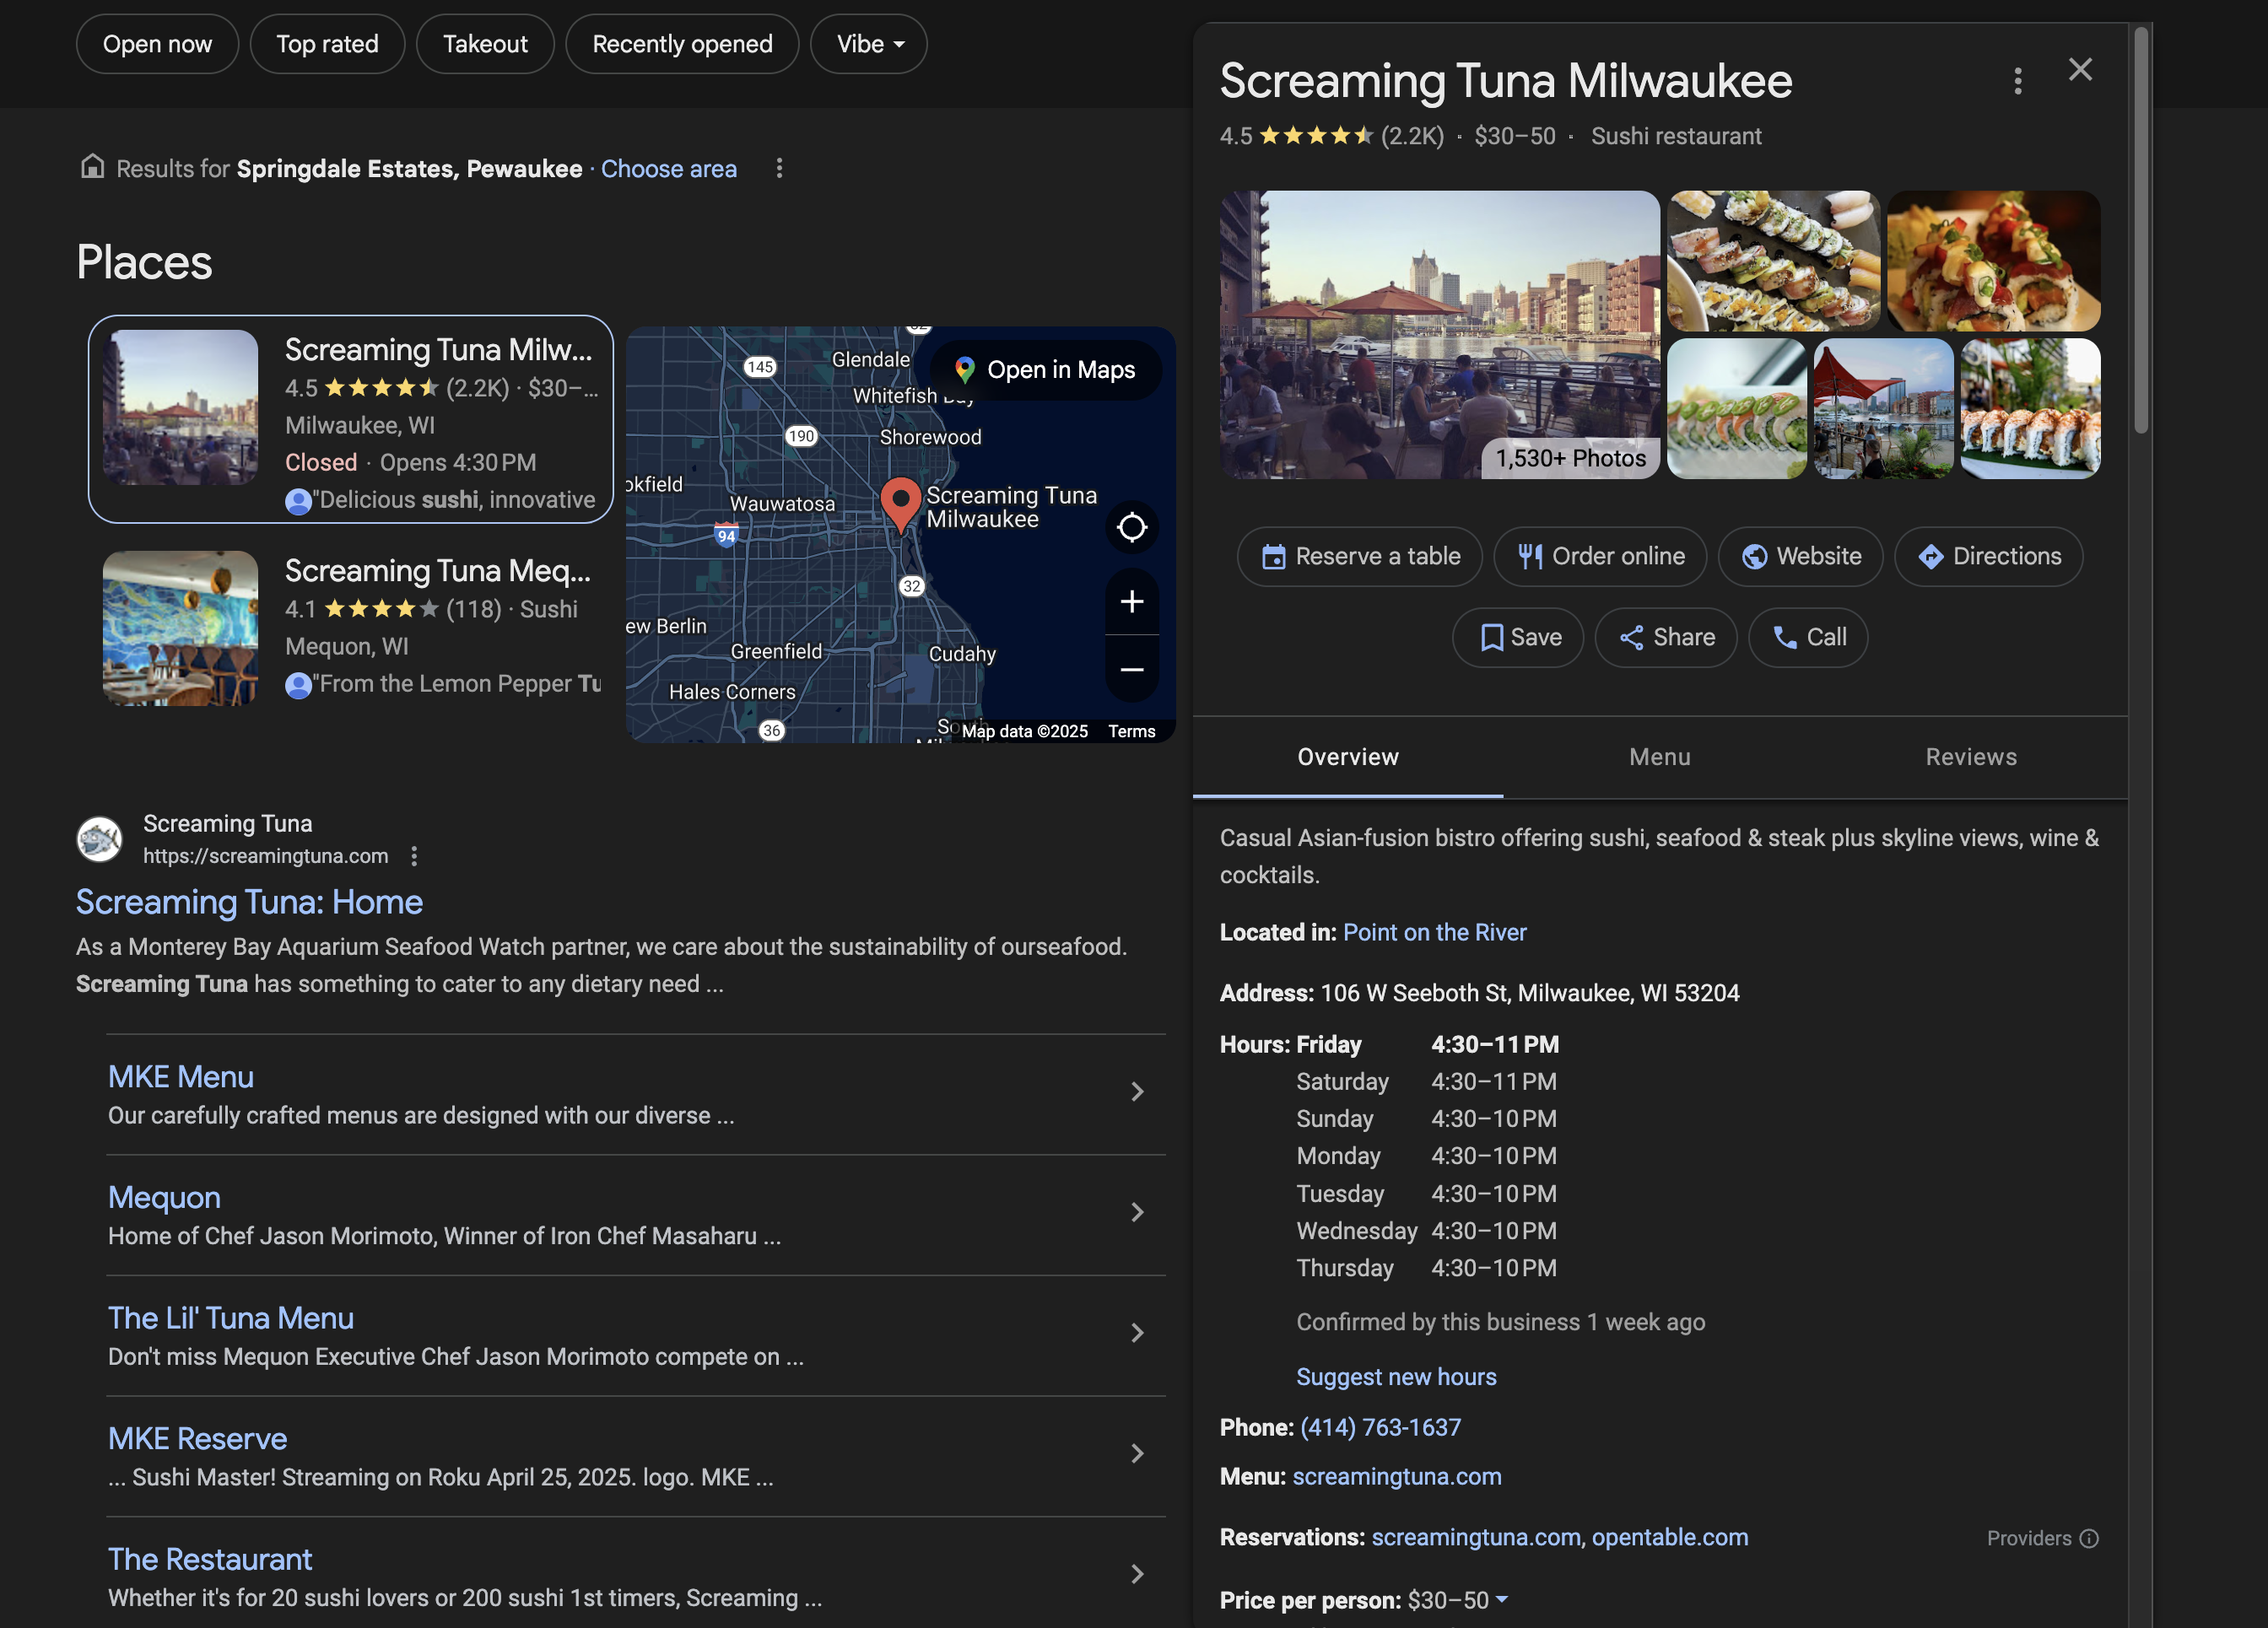 Open now
Top rated
Takeout
Recently opened
Vibe
Results for Springdale Estates, Pewaukee · Choose area
Places
Screaming Tuna Milw...
4.5 (2.2K) · $30–...
Milwaukee, WI
Closed · Opens 4:30 PM
"Delicious sushi, innovative
Screaming Tuna Meq...
4.1 (118) · Sushi
Mequon, WI
"From the Lemon Pepper Tu
145
Glendale
Open in Maps
Whitefish Bay
190
Shorewood
okfield
Wauwatosa
Screaming Tuna
Milwaukee
94
32
ew Berlin
Greenfield
Cudahy
Hales Corners
36
Map data ©2025
Terms
Screaming Tuna
https://screamingtuna.com
Screaming Tuna: Home
As a Monterey Bay Aquarium Seafood Watch partner, we care about the sustainability of ourseafood.
Screaming Tuna has something to cater to any dietary need ...
MKE Menu
Our carefully crafted menus are designed with our diverse ...
Mequon
Home of Chef Jason Morimoto, Winner of Iron Chef Masaharu ...
The Lil' Tuna Menu
Don't miss Mequon Executive Chef Jason Morimoto compete on ...
MKE Reserve
... Sushi Master! Streaming on Roku April 25, 2025. logo. MKE ...
The Restaurant
Whether it's for 20 sushi lovers or 200 sushi 1st timers, Screaming ...
Screaming Tuna Milwaukee
4.5 (2.2K) · $30–50 · Sushi restaurant
1,530+ Photos
Reserve a table
Order online
Website
Directions
Save
Share
Call
Overview
Menu
Reviews
Casual Asian-fusion bistro offering sushi, seafood & steak plus skyline views, wine &
cocktails.
Located in: Point on the River
Address: 106 W Seeboth St, Milwaukee, WI 53204
Hours: Friday 4:30–11 PM
Saturday 4:30–11 PM
Sunday 4:30–10 PM
Monday 4:30–10 PM
Tuesday 4:30–10 PM
Wednesday 4:30–10 PM
Thursday 4:30–10 PM
Confirmed by this business 1 week ago
Suggest new hours
Phone: (414) 763-1637
Menu: screamingtuna.com
Reservations: screamingtuna.com, opentable.com
Providers
Price per person: $30–50